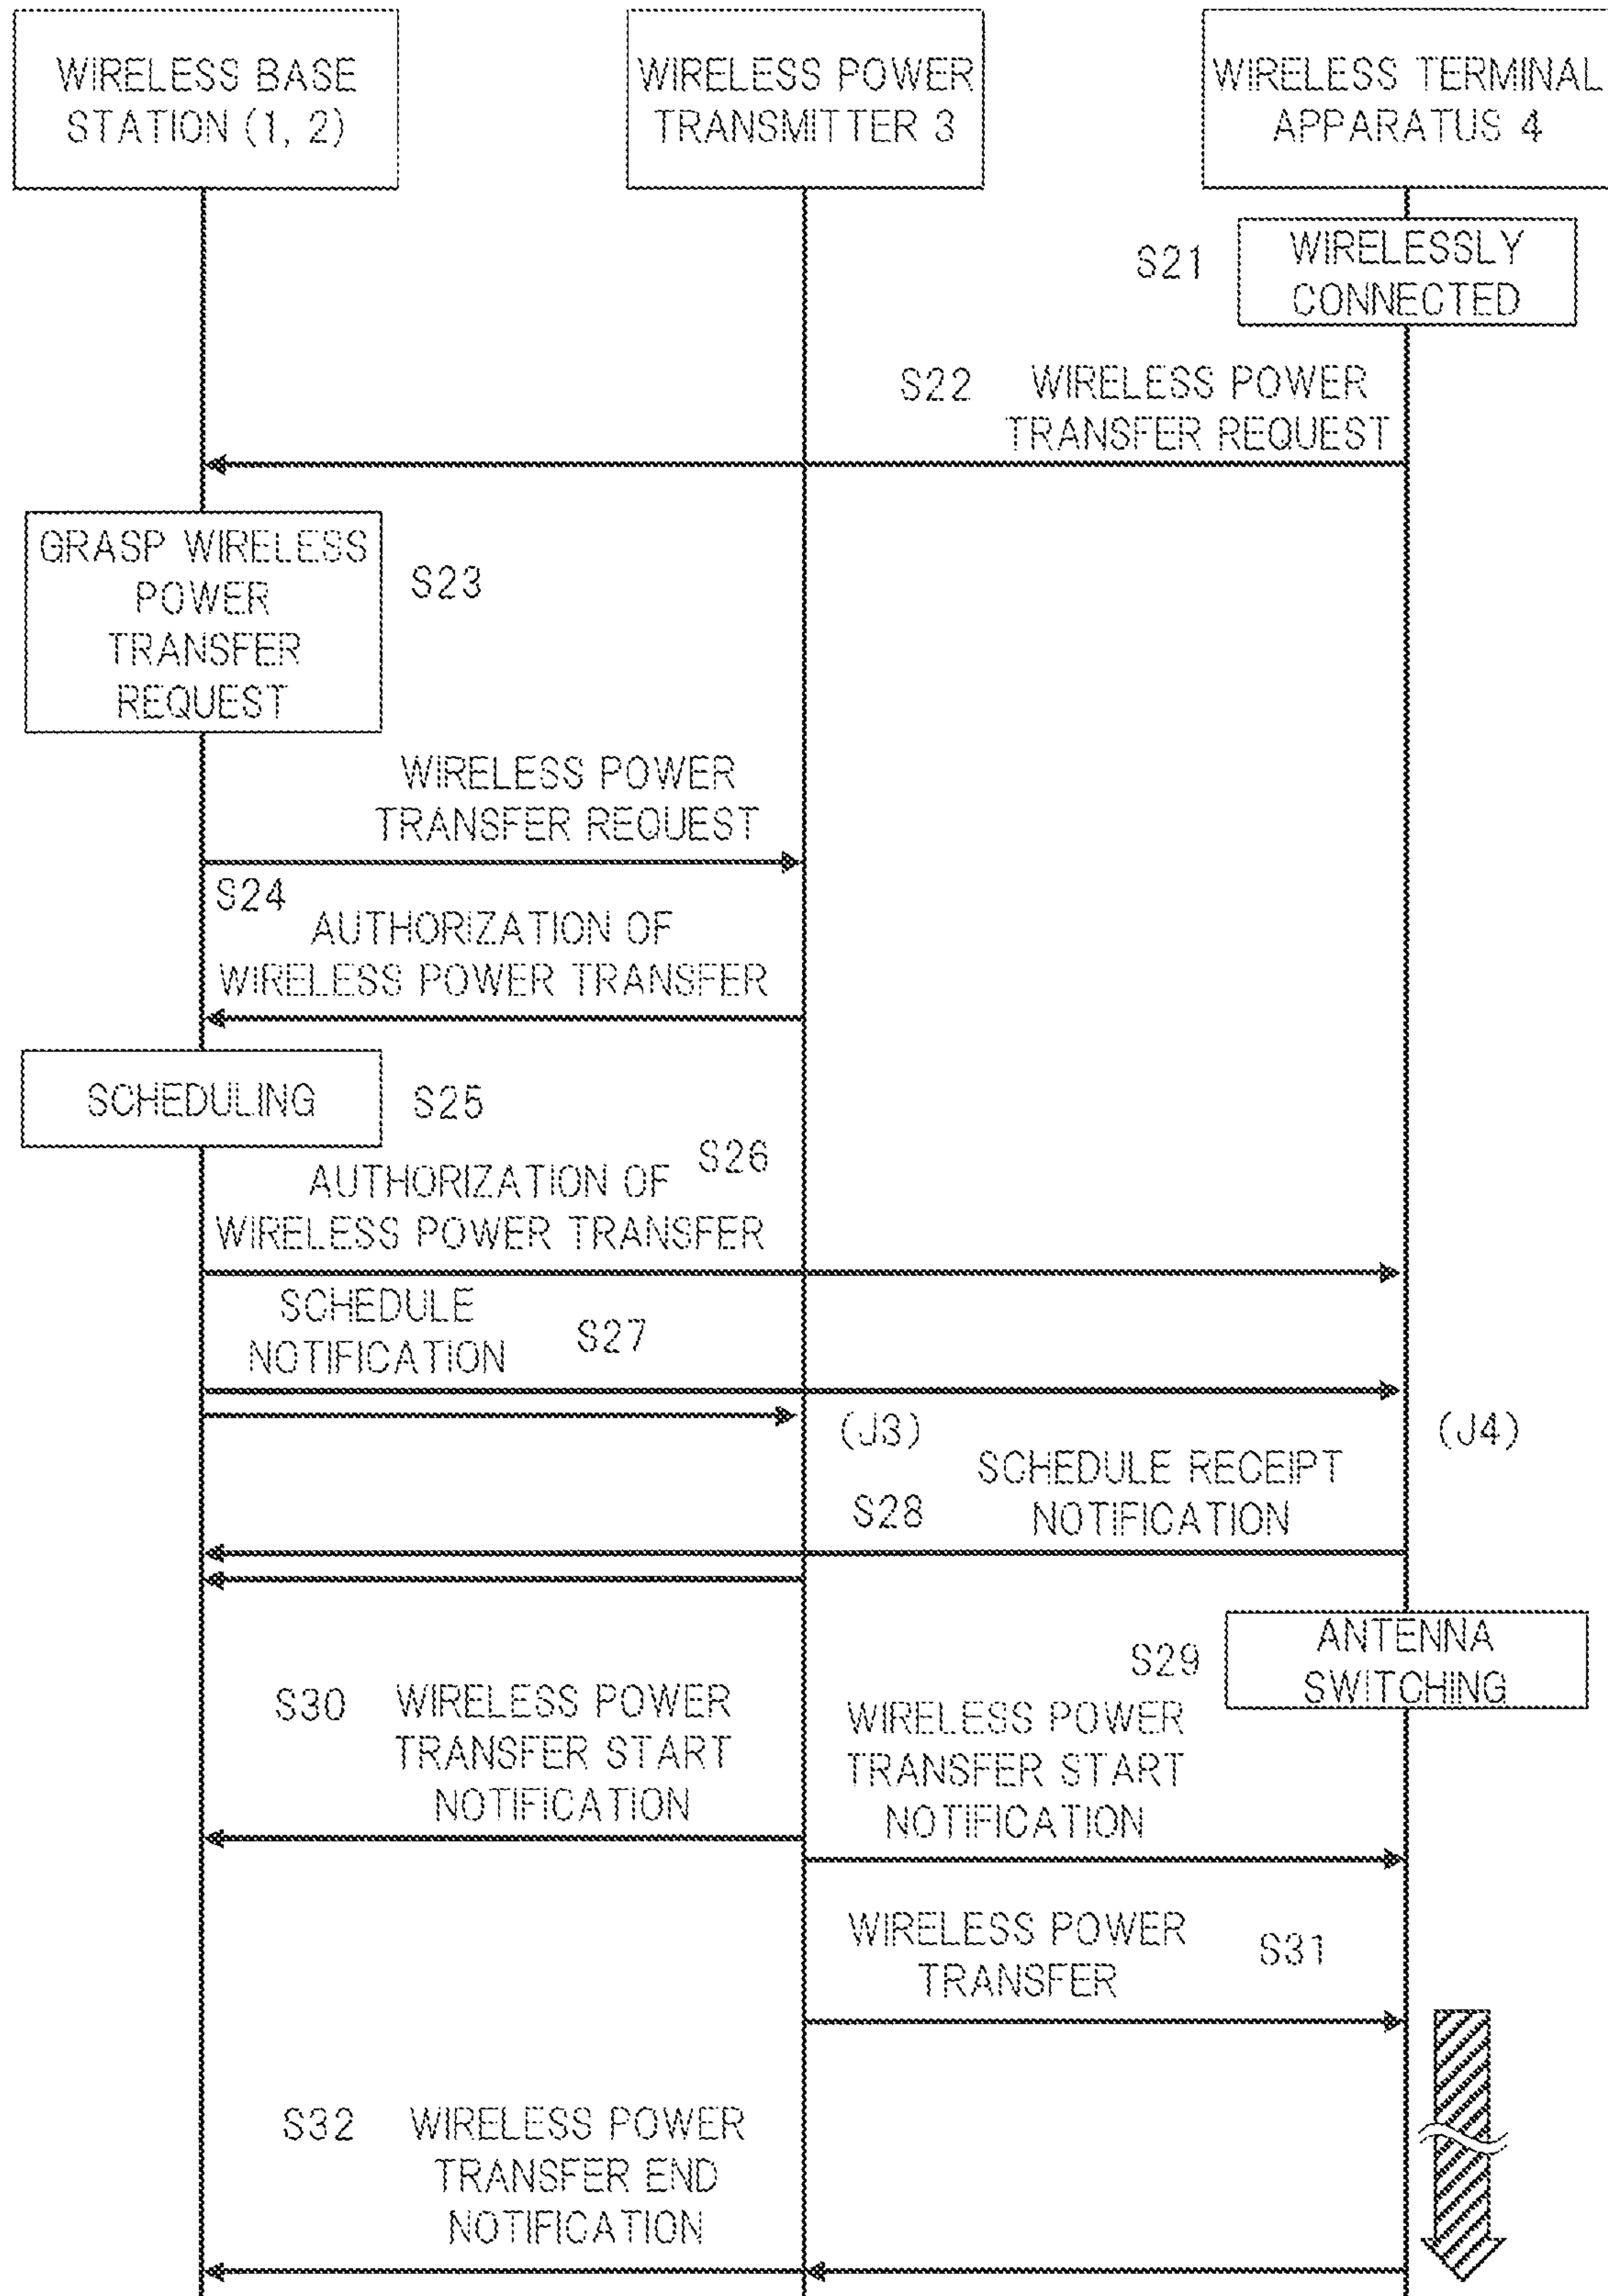 WIRELESS BASE
STATION (1, 2)
WIRELESS POWER
TRANSMITTER 3
WIRELESS TERMINAL
APPARATUS 4
S21
WIRELESSLY
CONNECTED
S22 WIRELESS POWER
TRANSFER REQUEST
GRASP WIRELESS
POWER
TRANSFER
REQUEST
S23
WIRELESS POWER
TRANSFER REQUEST
S24
AUTHORIZATION OF
WIRELESS POWER TRANSFER
SCHEDULING
S25
S26
AUTHORIZATION OF
WIRELESS POWER TRANSFER
SCHEDULE
NOTIFICATION
S27
(J3)
(J4)
SCHEDULE RECEIPT
NOTIFICATION
S28
S29
ANTENNA
SWITCHING
S30 WIRELESS POWER
TRANSFER START
NOTIFICATION
WIRELESS POWER
TRANSFER START
NOTIFICATION
WIRELESS POWER
TRANSFER
S31
S32 WIRELESS POWER
TRANSFER END
NOTIFICATION